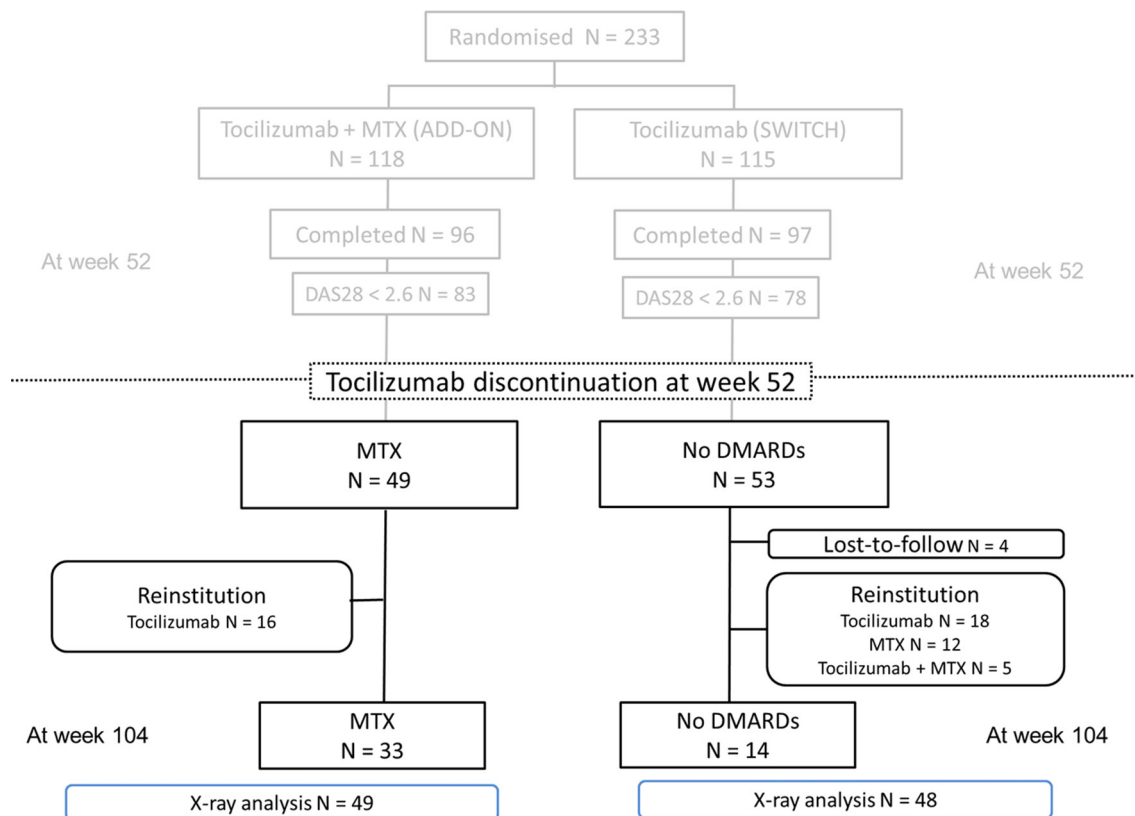 Randomised N = 233
Tocilizumab + MTX (ADD-ON)
N = 118
Tocilizumab (SWITCH)
N = 115
Completed N = 96
Completed N = 97
At week 52
At week 52
DAS28 < 2.6 N = 83
DAS28 < 2.6 N = 78
Tocilizumab discontinuation at week 52
MTX
N = 49
No DMARDs
N = 53
Lost-to-follow N = 4
Reinstitution
Tocilizumab N = 16
Reinstitution
Tocilizumab N = 18
MTX N = 12
Tocilizumab + MTX N = 5
At week 104
MTX
N = 33
No DMARDs
N = 14
At week 104
X-ray analysis N = 49
X-ray analysis N = 48